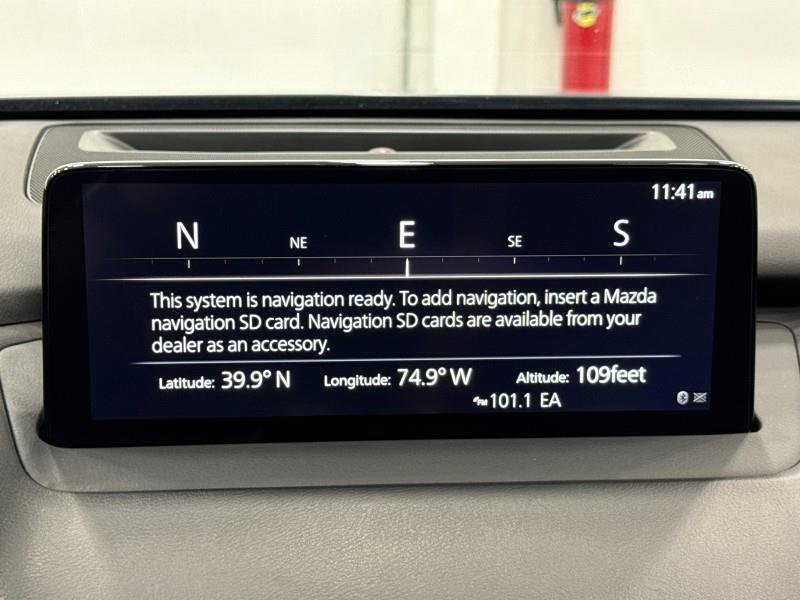 11:41am
N NE E SE S
This system is navigation ready. To add navigation, insert a Mazda
navigation SD card. Navigation SD cards are available from your
dealer as an accessory.
Latitude: 39.9° N Longitude: 74.9° W Altitude: 109feet
FM 101.1 EA